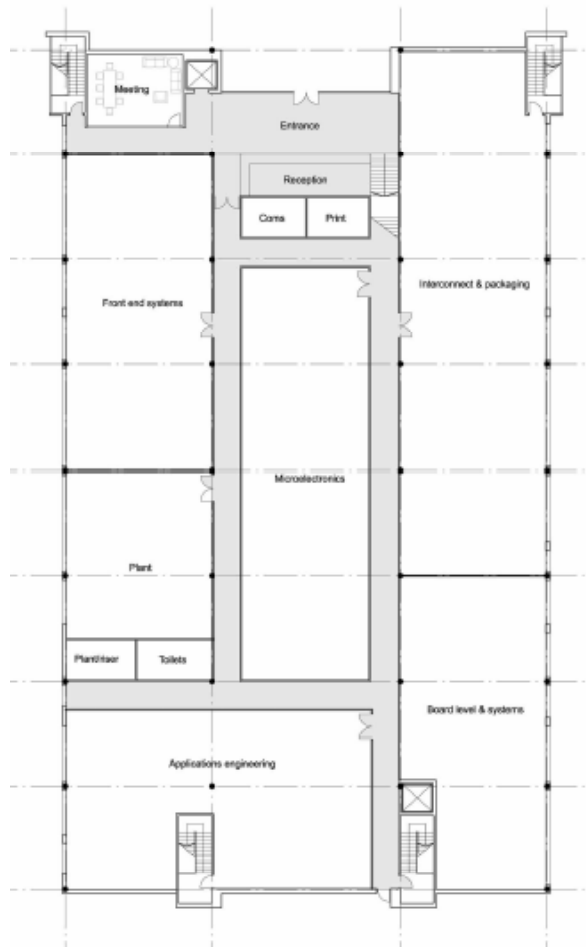 Meeting
Entrance
Reception
Coms
Print
Interconnect & packaging
Front end systems
Microelectronics
Plant
Plant/riser
Toilets
Board level & systems
Applications engineering